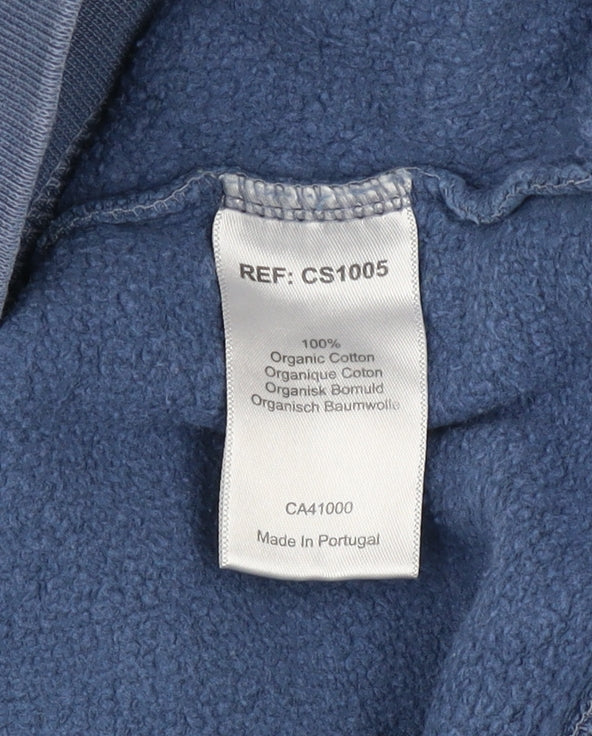 REF: CS1005
100%
Organic Cotton
Organique Coton
Organisk Bomuld
Organisch Baumwolle
CA41000
Made In Portugal